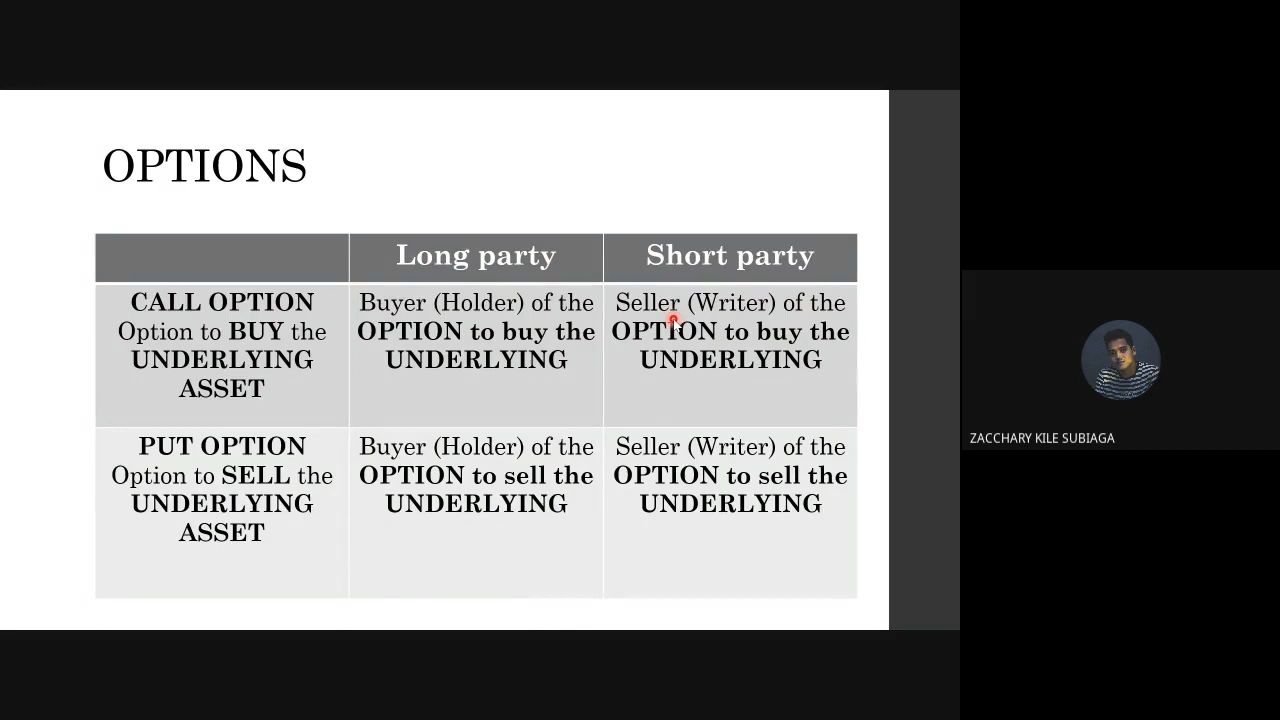 OPTIONS
Long party
Short party
CALL OPTION
Option to BUY the
UNDERLYING
ASSET
Buyer (Holder) of the
OPTION to buy the
UNDERLYING
Seller (Writer) of the
OPTION to buy the
UNDERLYING
PUT OPTION
Option to SELL the
UNDERLYING
ASSET
Buyer (Holder) of the
OPTION to sell the
UNDERLYING
Seller (Writer) of the
OPTION to sell the
UNDERLYING
ZACCHARY KILE SUBIAGA